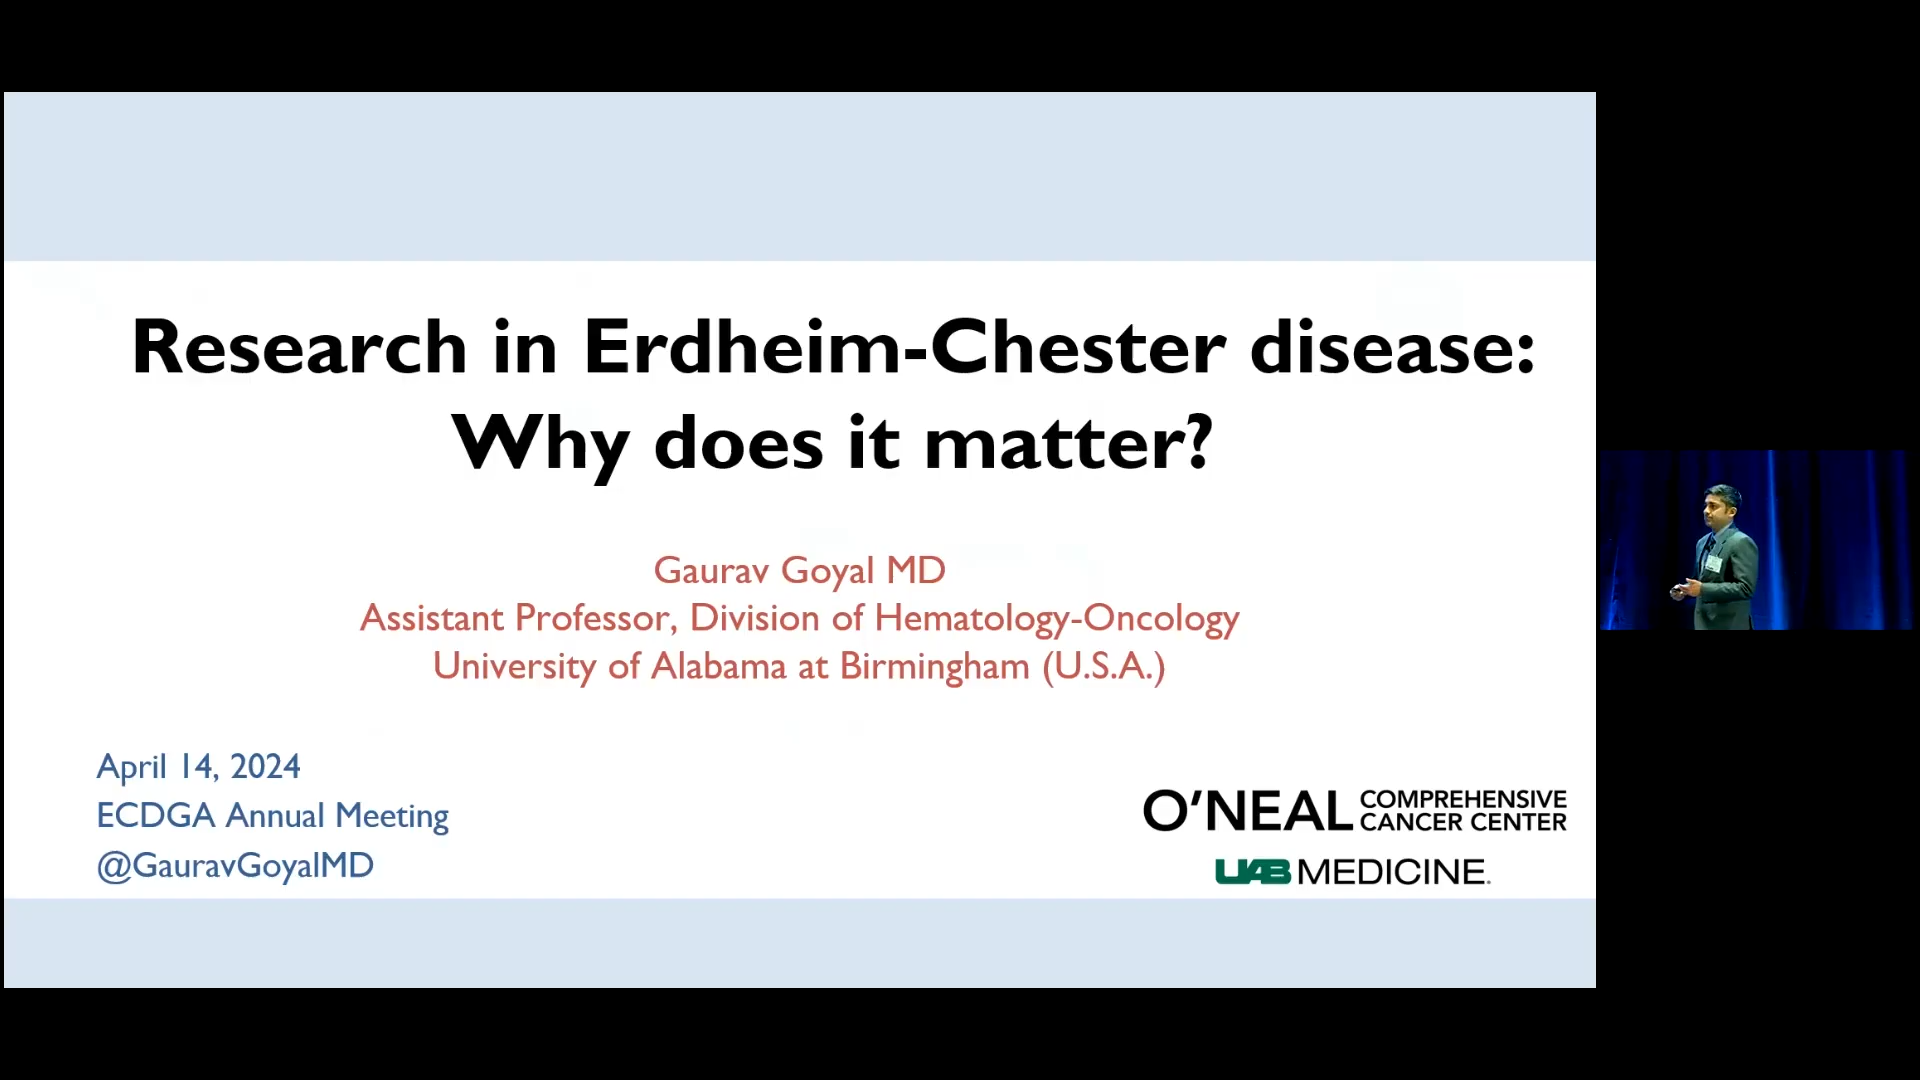 Research in Erdheim-Chester disease:
Why does it matter?
Gaurav Goyal MD
Assistant Professor, Division of Hematology-Oncology
University of Alabama at Birmingham (U.S.A.)
April 14, 2024
ECDGA Annual Meeting
@GauravGoyalMD
O'NEAL COMPREHENSIVE
CANCER CENTER
UAB MEDICINE.